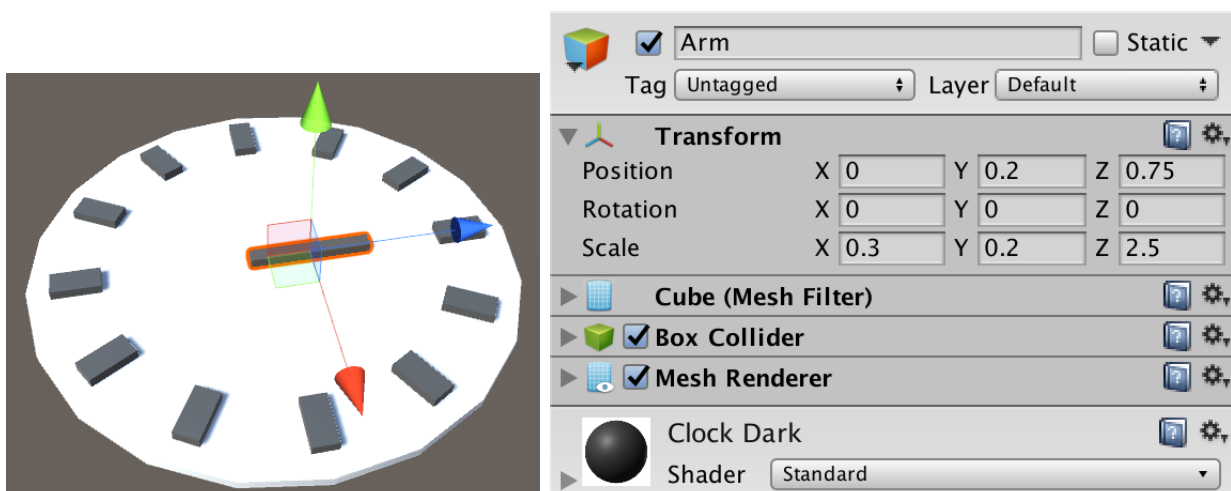 Arm Static
Tag Untagged Layer Default
Transform
Position X 0 Y 0.2 Z 0.75
Rotation X 0 Y 0 Z 0
Scale X 0.3 Y 0.2 Z 2.5
Cube (Mesh Filter)
Box Collider
Mesh Renderer
Clock Dark
Shader Standard